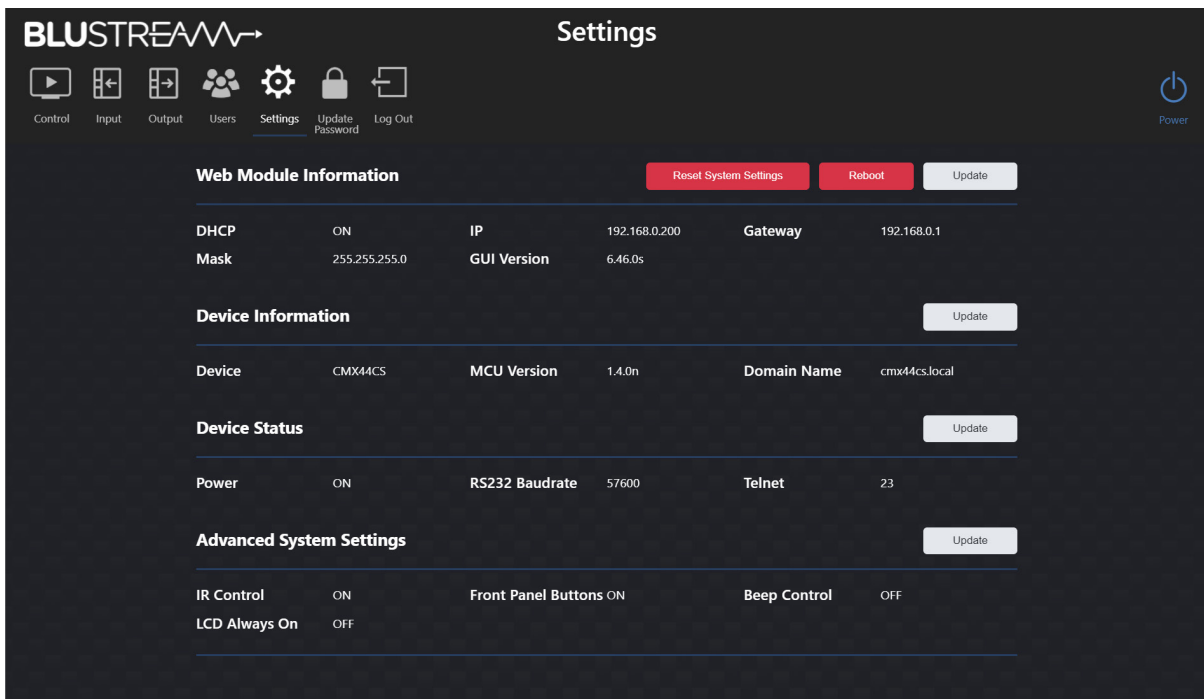 BLUSTREAM
Settings
Control Input Output Users Settings Update Password Log Out
Power
Web Module Information Reset System Settings Reboot Update
DHCP ON IP 192.168.0.200 Gateway 192.168.0.1
Mask 255.255.255.0 GUI Version 6.46.0s
Device Information Update
Device CMX44CS MCU Version 1.4.0n Domain Name cmx44cs.local
Device Status Update
Power ON RS232 Baudrate 57600 Telnet 23
Advanced System Settings Update
IR Control ON Front Panel Buttons ON Beep Control OFF
LCD Always On OFF